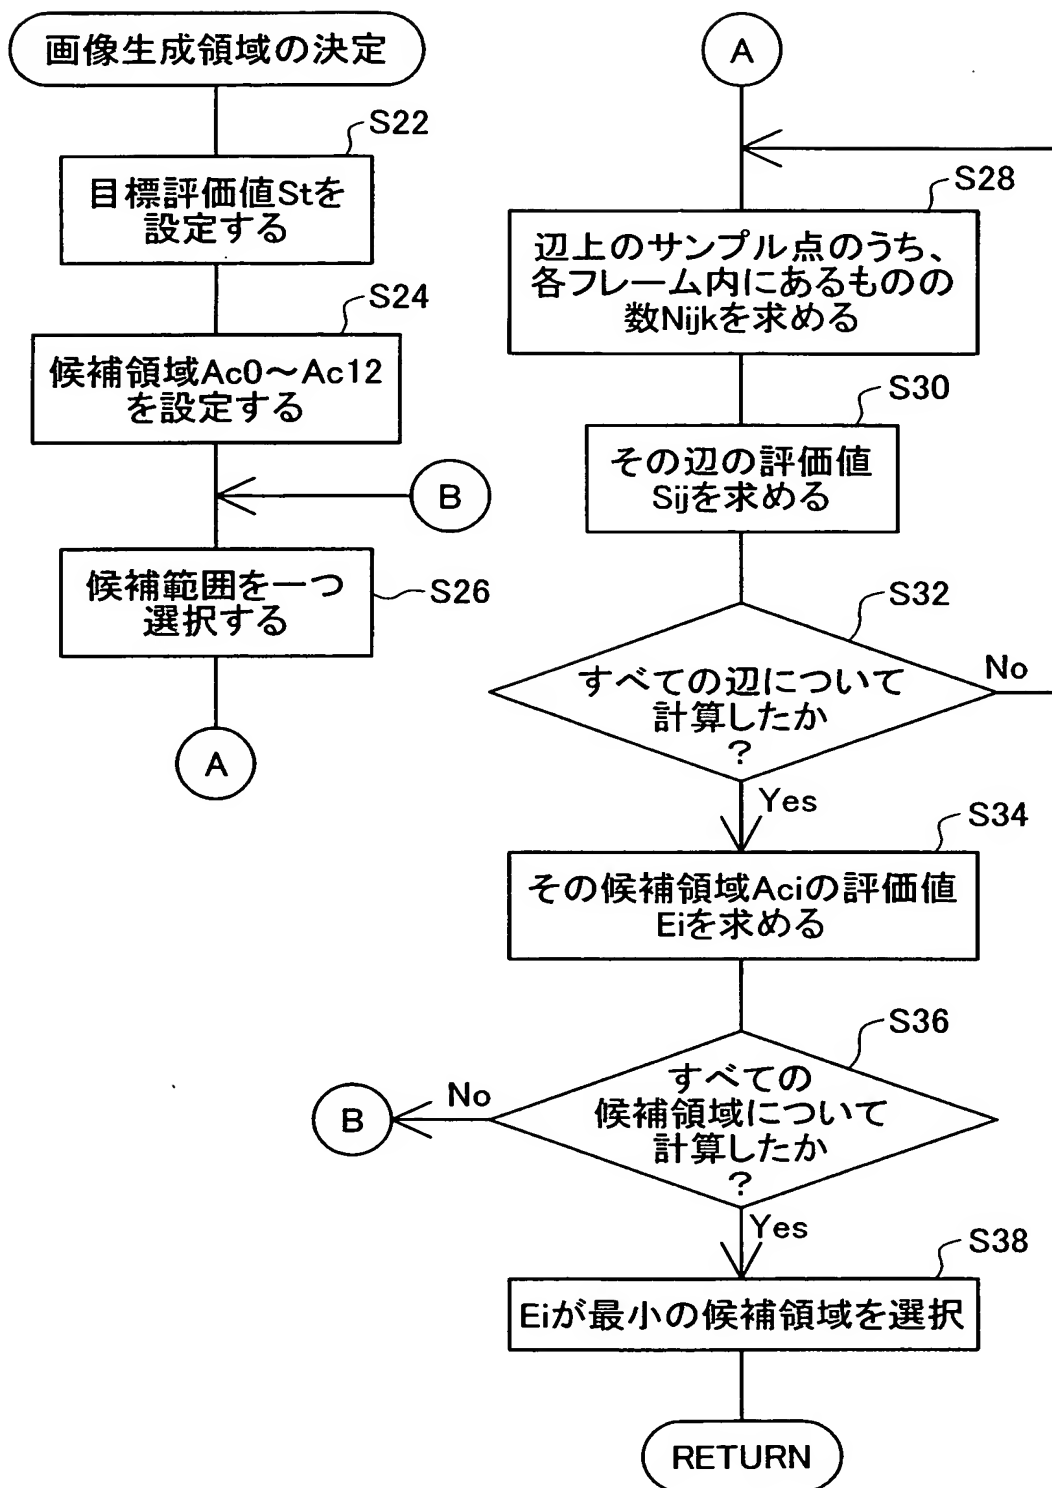 画像生成領域の決定
S22
目標評価値Stを
設定する
S24
候補領域Ac0～Ac12
を設定する
B
候補範囲を一つ
選択する
S26
A
A
S28
辺上のサンプル点のうち、
各フレーム内にあるものの
数Nijkを求める
S30
その辺の評価値
Sijを求める
S32
すべての辺について
計算したか
？
No
Yes
S34
その候補領域Aciの評価値
Eiを求める
S36
すべての
候補領域について
計算したか
？
No
B
Yes
S38
Eiが最小の候補領域を選択
RETURN